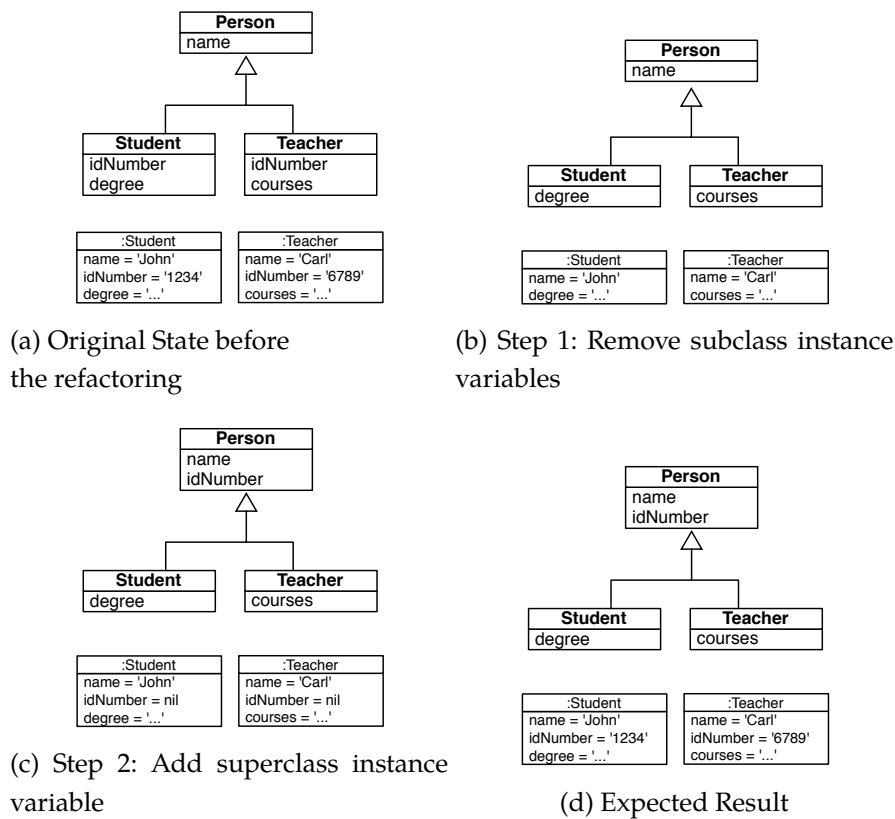 Person
name
Student
idNumber
degree
Teacher
idNumber
courses
:Student
name = 'John'
idNumber = '1234'
degree = '...'
:Teacher
name = 'Carl'
idNumber = '6789'
courses = '...'
(a) Original State before
the refactoring
Person
name
Student
degree
Teacher
courses
:Student
name = 'John'
degree = '...'
:Teacher
name = 'Carl'
courses = '...'
(b) Step 1: Remove subclass instance
variables
Person
name
idNumber
Student
degree
Teacher
courses
:Student
name = 'John'
idNumber = nil
degree = '...'
:Teacher
name = 'Carl'
idNumber = nil
courses = '...'
(c) Step 2: Add superclass instance
variable
Person
name
idNumber
Student
degree
Teacher
courses
:Student
name = 'John'
idNumber = '1234'
degree = '...'
:Teacher
name = 'Carl'
idNumber = '6789'
courses = '...'
(d) Expected Result